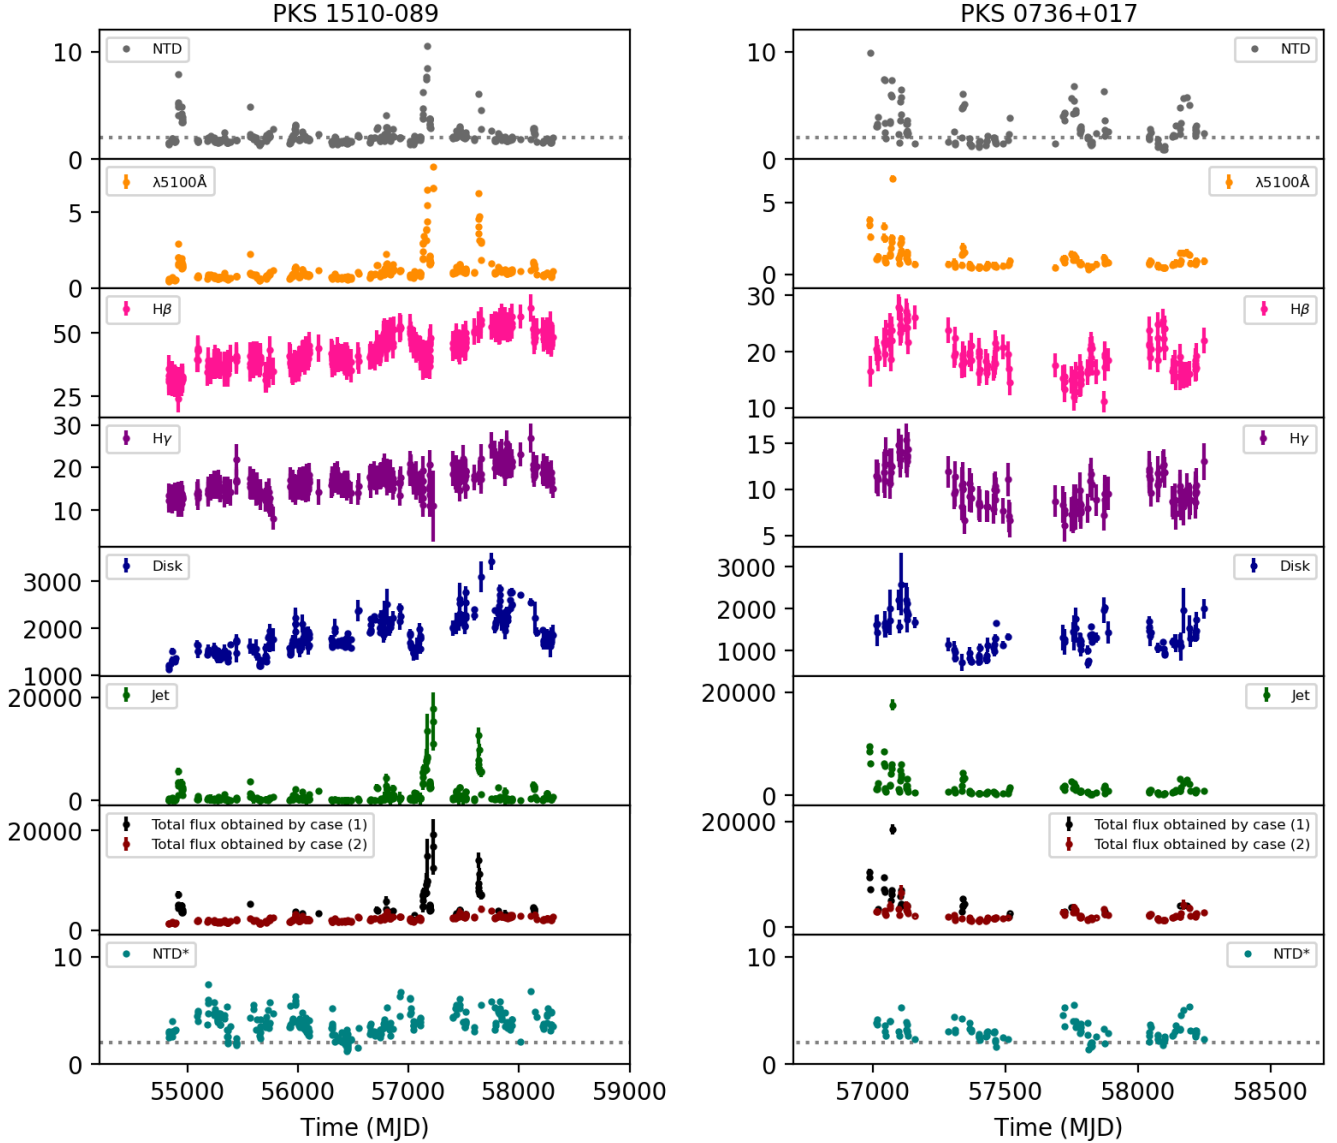 PKS 1510-089
10
0
NTD
5
0
λ5100Å
50
25
Hβ
30
20
10
Hγ
3000
2000
1000
Disk
20000
0
Jet
20000
0
Total flux obtained by case (1)
Total flux obtained by case (2)
10
0
NTD*
55000 56000 57000 58000 59000
Time (MJD)
PKS 0736+017
10
0
NTD
5
0
λ5100Å
30
20
10
Hβ
15
10
5
Hγ
3000
2000
1000
Disk
20000
0
Jet
20000
0
Total flux obtained by case (1)
Total flux obtained by case (2)
10
0
NTD*
57000 57500 58000 58500
Time (MJD)